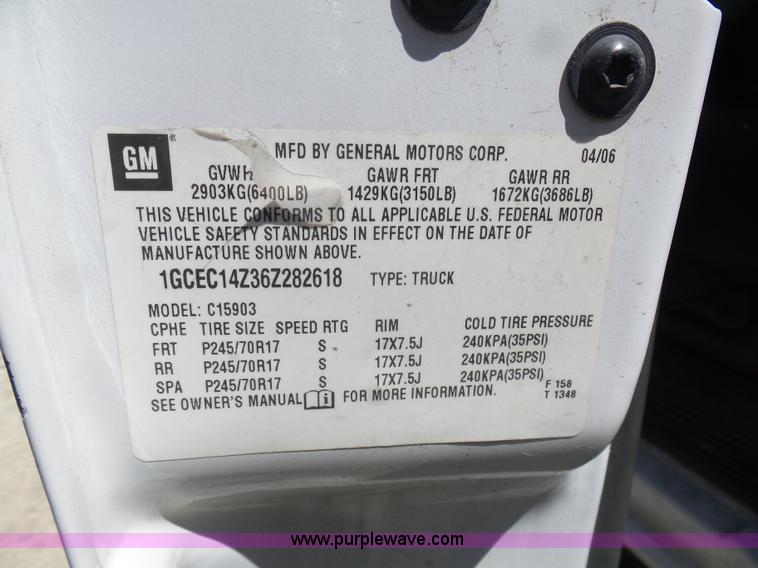 GM
MFD BY GENERAL MOTORS CORP. 04/06
GVWR GAWR FRT GAWR RR
2903KG(6400LB) 1429KG(3150LB) 1672KG(3686LB)
THIS VEHICLE CONFORMS TO ALL APPLICABLE U.S. FEDERAL MOTOR
VEHICLE SAFETY STANDARDS IN EFFECT ON THE DATE OF
MANUFACTURE SHOWN ABOVE.
1GCEC14Z36Z282618 TYPE: TRUCK
MODEL: C15903
CPHE TIRE SIZE SPEED RTG RIM COLD TIRE PRESSURE
FRT P245/70R17 S 17X7.5J 240KPA(35PSI)
RR P245/70R17 S 17X7.5J 240KPA(35PSI)
SPA P245/70R17 S 17X7.5J 240KPA(35PSI)
SEE OWNER'S MANUAL i FOR MORE INFORMATION.
F 158
T 1348
www.purplewave.com